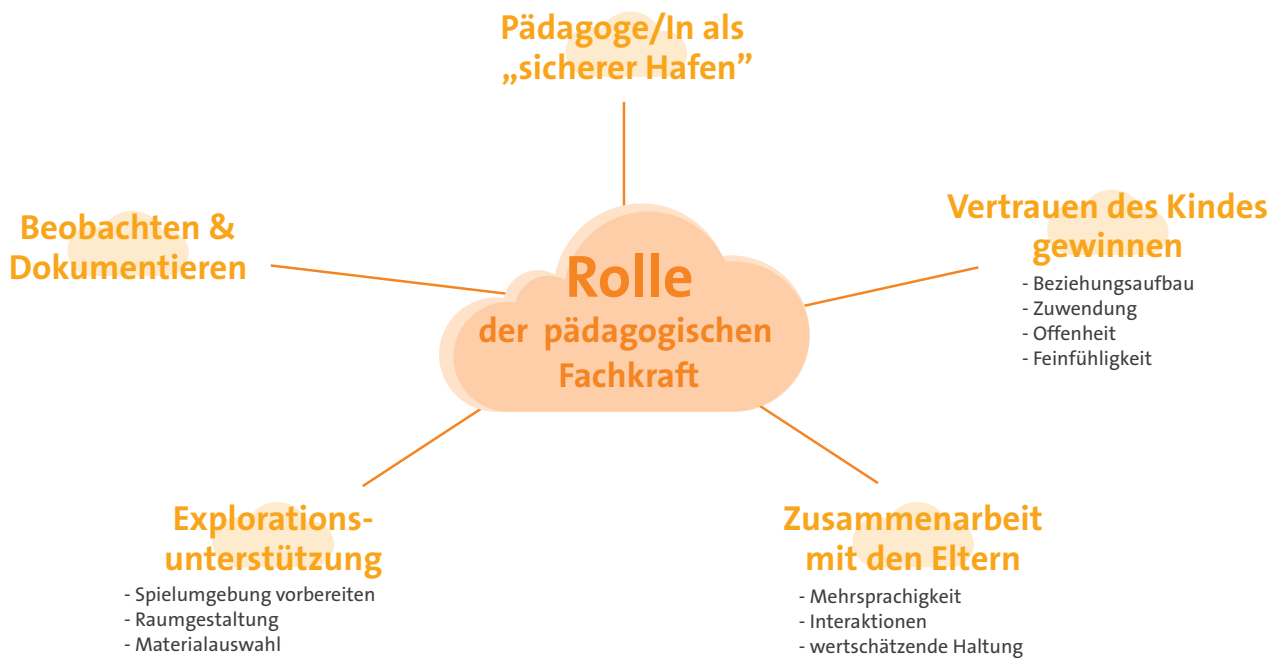 Pädagoge/In als
„sicherer Hafen”
Beobachten &
Dokumentieren
Vertrauen des Kindes
gewinnen
- Beziehungsaufbau
- Zuwendung
- Offenheit
- Feinfühligkeit
Rolle
der pädagogischen
Fachkraft
Explorations-
unterstützung
- Spielumgebung vorbereiten
- Raumgestaltung
- Materialauswahl
Zusammenarbeit
mit den Eltern
- Mehrsprachigkeit
- Interaktionen
- wertschätzende Haltung